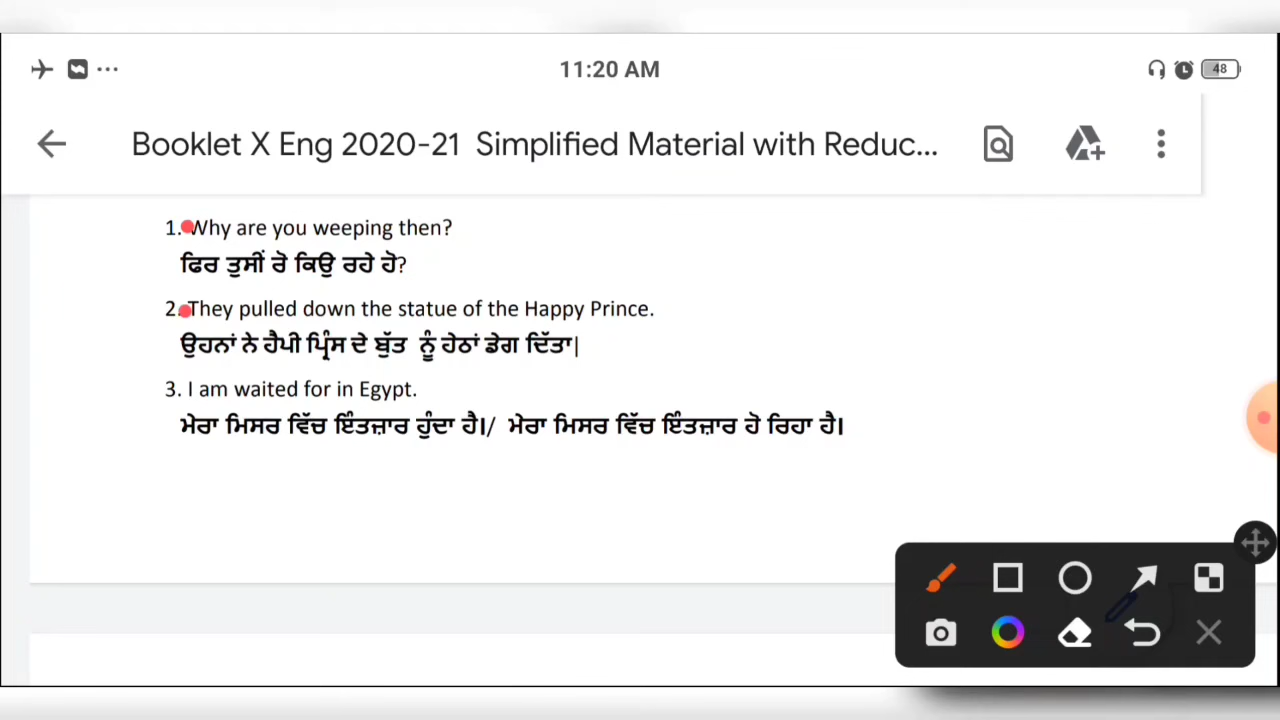 11:20 AM
48
Booklet X Eng 2020-21 Simplified Material with Reduc...
1. Why are you weeping then?
ਫਿਰ ਤੁਸੀਂ ਰੋ ਕਿਉ ਰਹੇ ਹੋ?
2. They pulled down the statue of the Happy Prince.
ਉਹਨਾਂ ਨੇ ਹੈਪੀ ਪ੍ਰਿੰਸ ਦੇ ਬੁੱਤ ਨੂੰ ਹੇਠਾਂ ਡੇਗ ਦਿੱਤਾ|
3. I am waited for in Egypt.
ਮੇਰਾ ਮਿਸਰ ਵਿੱਚ ਇੰਤਜ਼ਾਰ ਹੁੰਦਾ ਹੈ।/ ਮੇਰਾ ਮਿਸਰ ਵਿੱਚ ਇੰਤਜ਼ਾਰ ਹੋ ਰਿਹਾ ਹੈ।